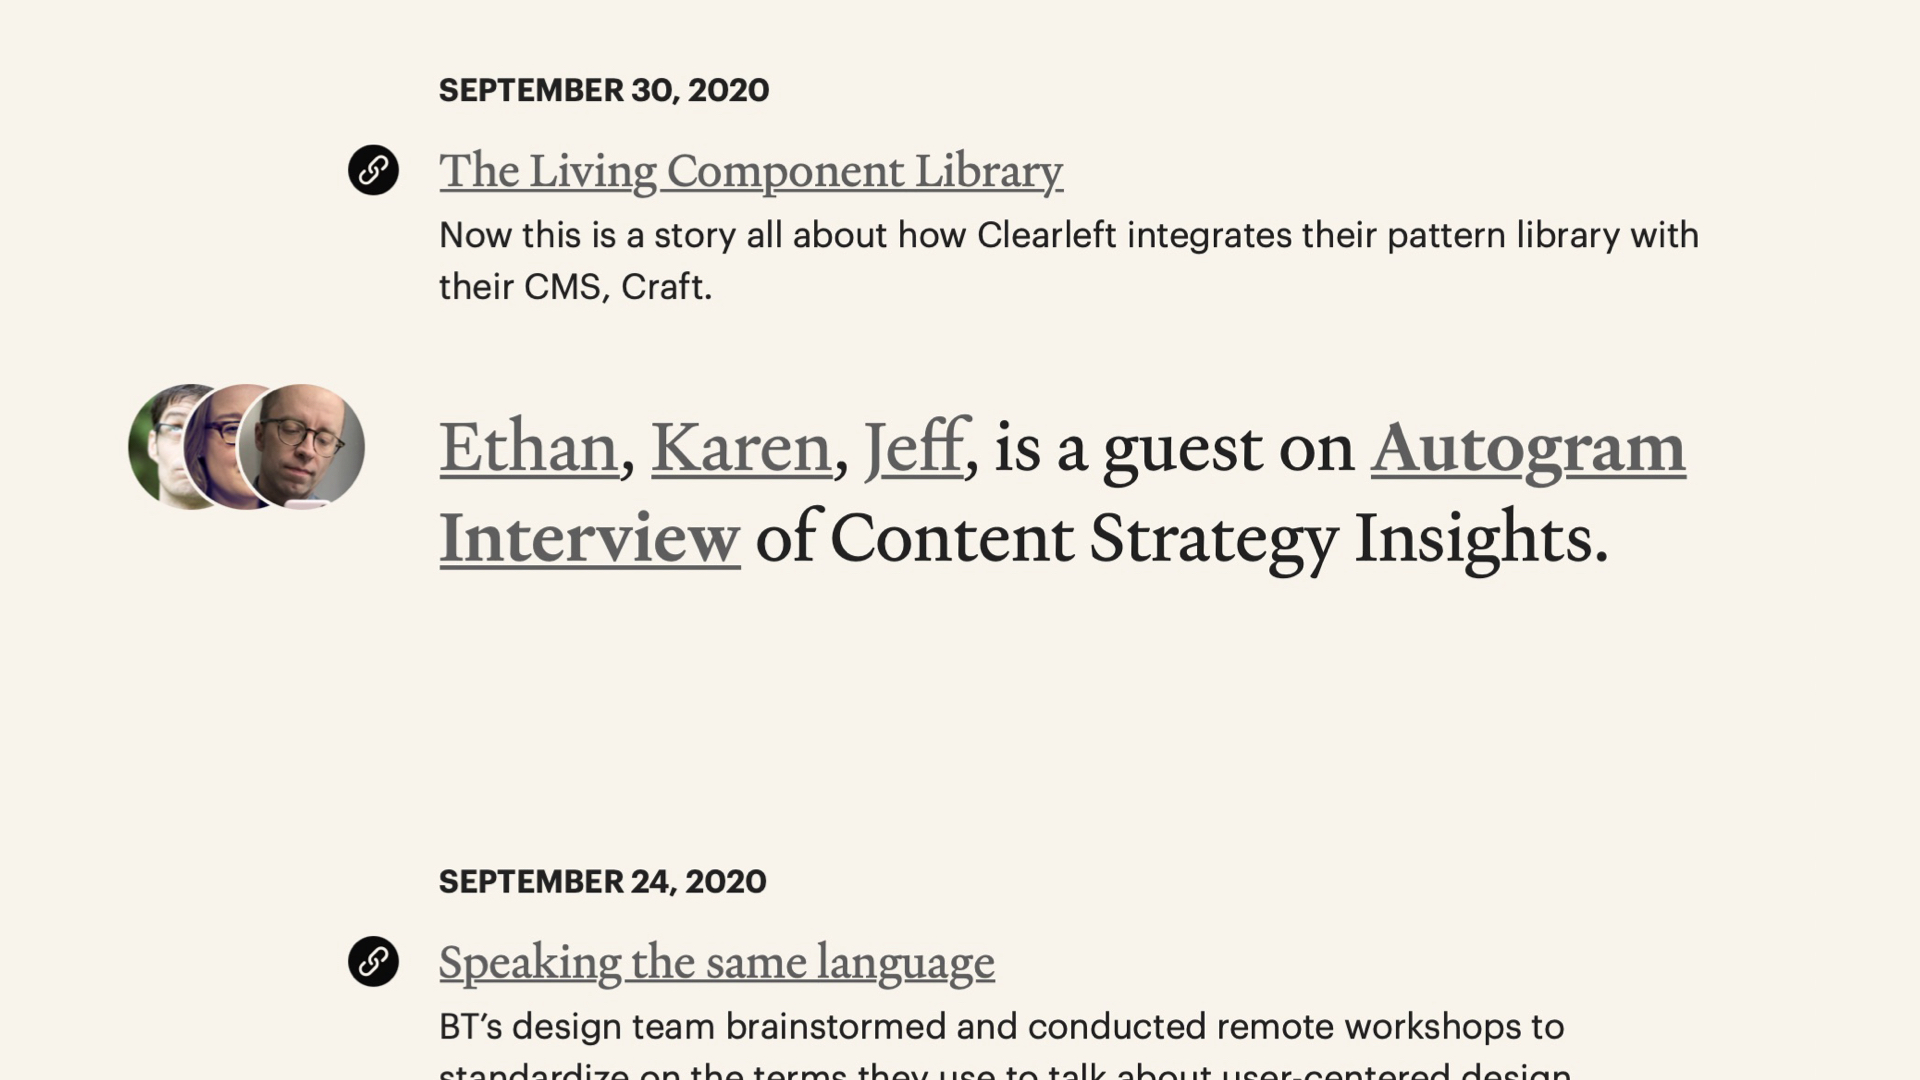 SEPTEMBER 30, 2020
The Living Component Library
Now this is a story all about how Clearleft integrates their pattern library with
their CMS, Craft.
Ethan, Karen, Jeff, is a guest on Autogram
Interview of Content Strategy Insights.
SEPTEMBER 24, 2020
Speaking the same language
BT’s design team brainstormed and conducted remote workshops to
standardize on the terms they use to talk about user-centered design